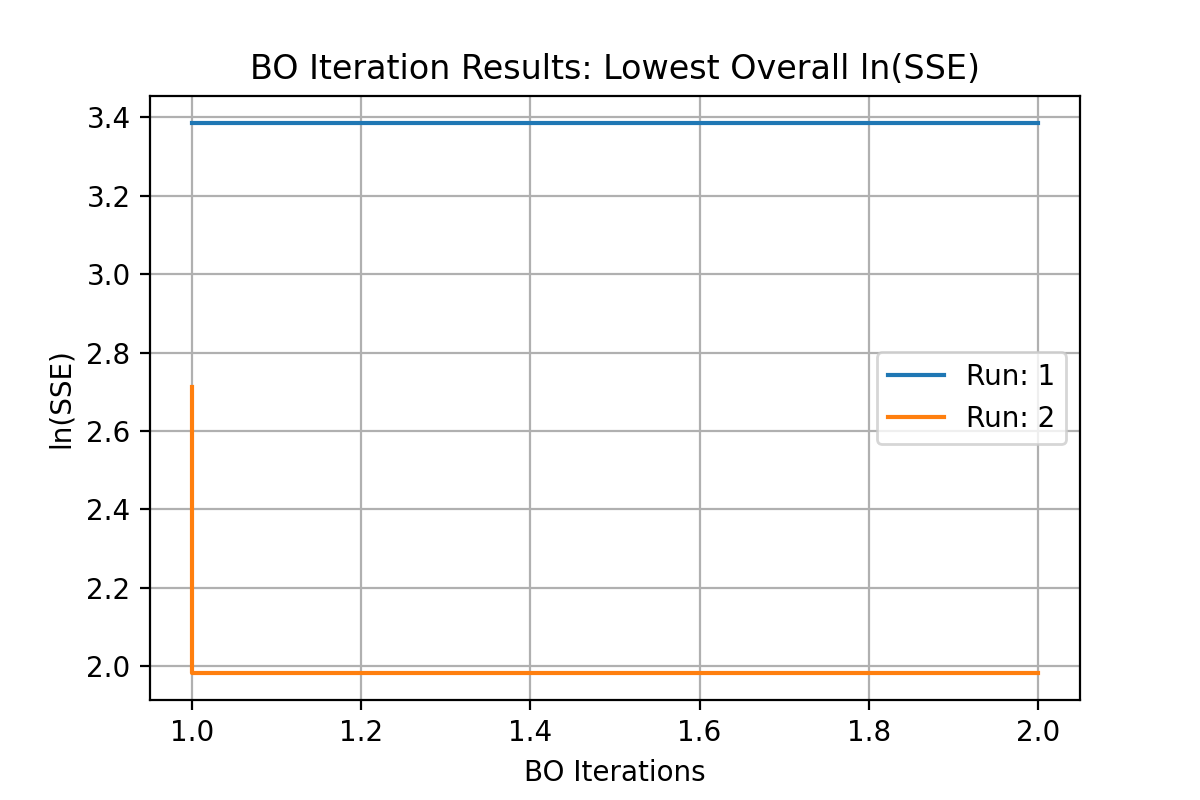 BO Iteration Results: Lowest Overall ln(SSE)
3.4
3.2
3.0
2.8
2.6
2.4
2.2
2.0
ln(SSE)
Run: 1
Run: 2
1.0 1.2 1.4 1.6 1.8 2.0
BO Iterations